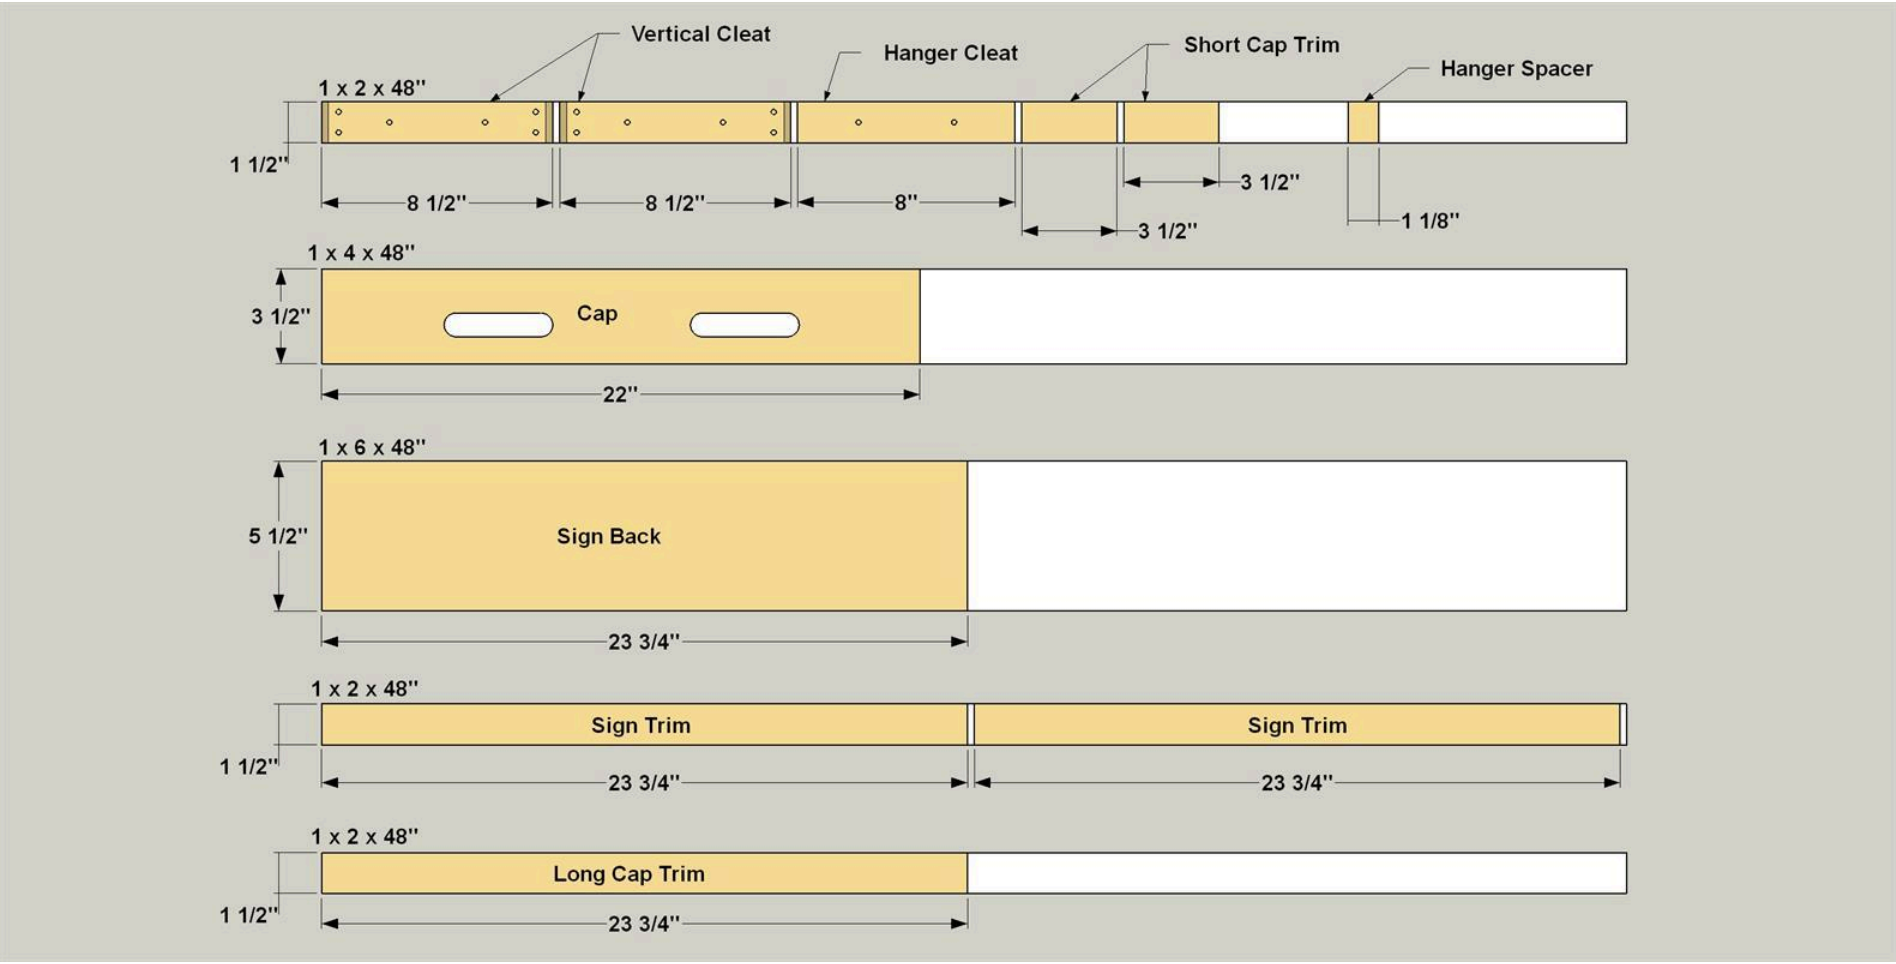 Vertical Cleat
Hanger Cleat
Short Cap Trim
Hanger Spacer
1 x 2 x 48"
1 1/2"
8 1/2"
8 1/2"
8"
3 1/2"
3 1/2"
1 1/8"
1 x 4 x 48"
3 1/2"
Cap
22"
1 x 6 x 48"
5 1/2"
Sign Back
23 3/4"
1 x 2 x 48"
Sign Trim
Sign Trim
1 1/2"
23 3/4"
23 3/4"
1 x 2 x 48"
Long Cap Trim
1 1/2"
23 3/4"